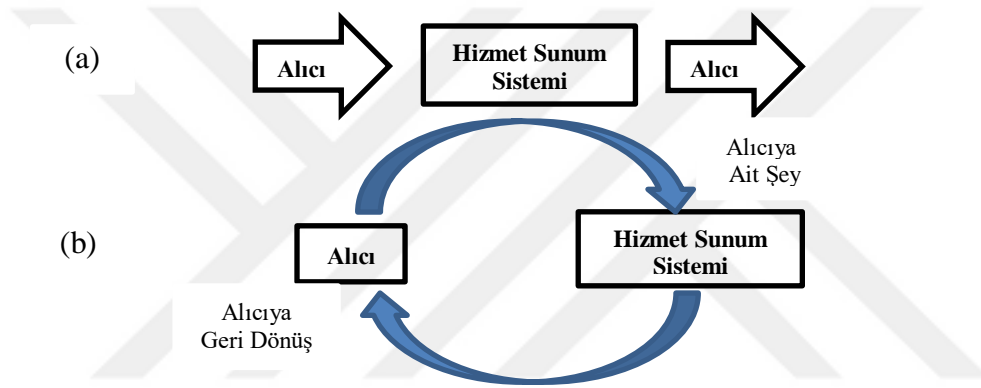 (a)
Alıcı
Hizmet Sunum
Sistemi
Alıcı
Alıcıya
Ait Şey
(b)
Alıcı
Hizmet Sunum
Sistemi
Alıcıya
Geri Dönüş